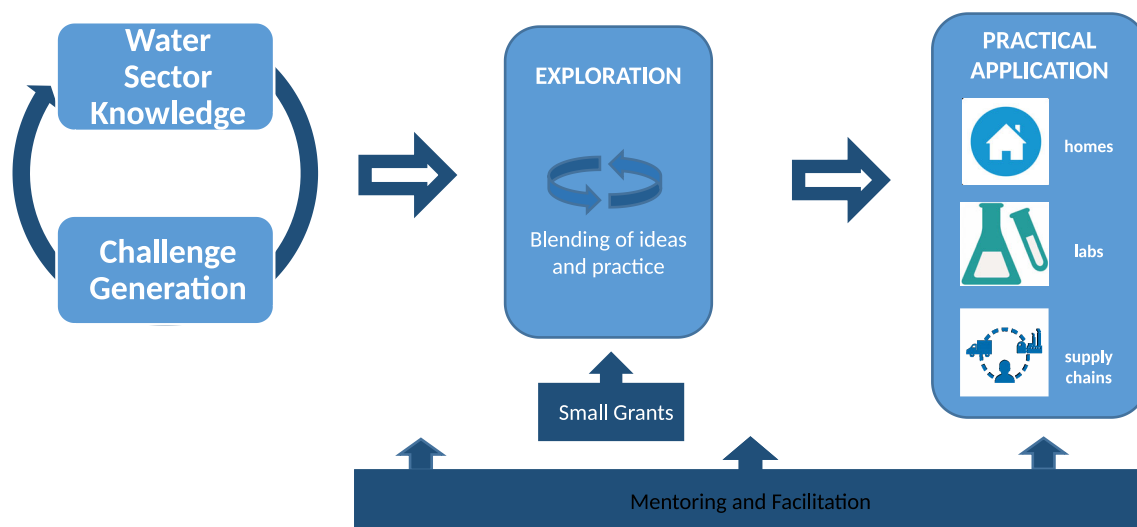 Water
Sector
Knowledge
Challenge
Generation
EXPLORATION
Blending of ideas
and practice
Small Grants
PRACTICAL
APPLICATION
homes
labs
supply
chains
Mentoring and Facilitation